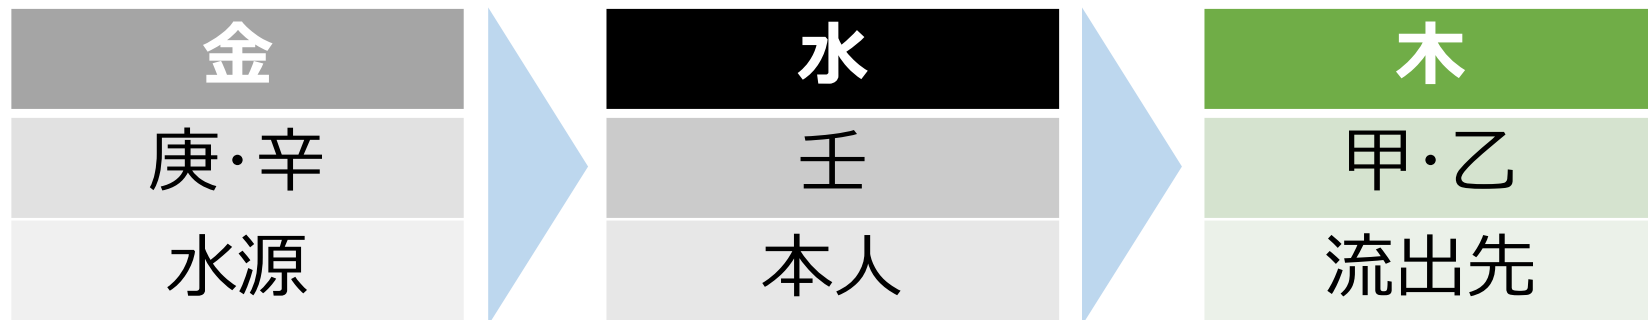 金
水
木
庚・辛
壬
甲・乙
水源
本人
流出先